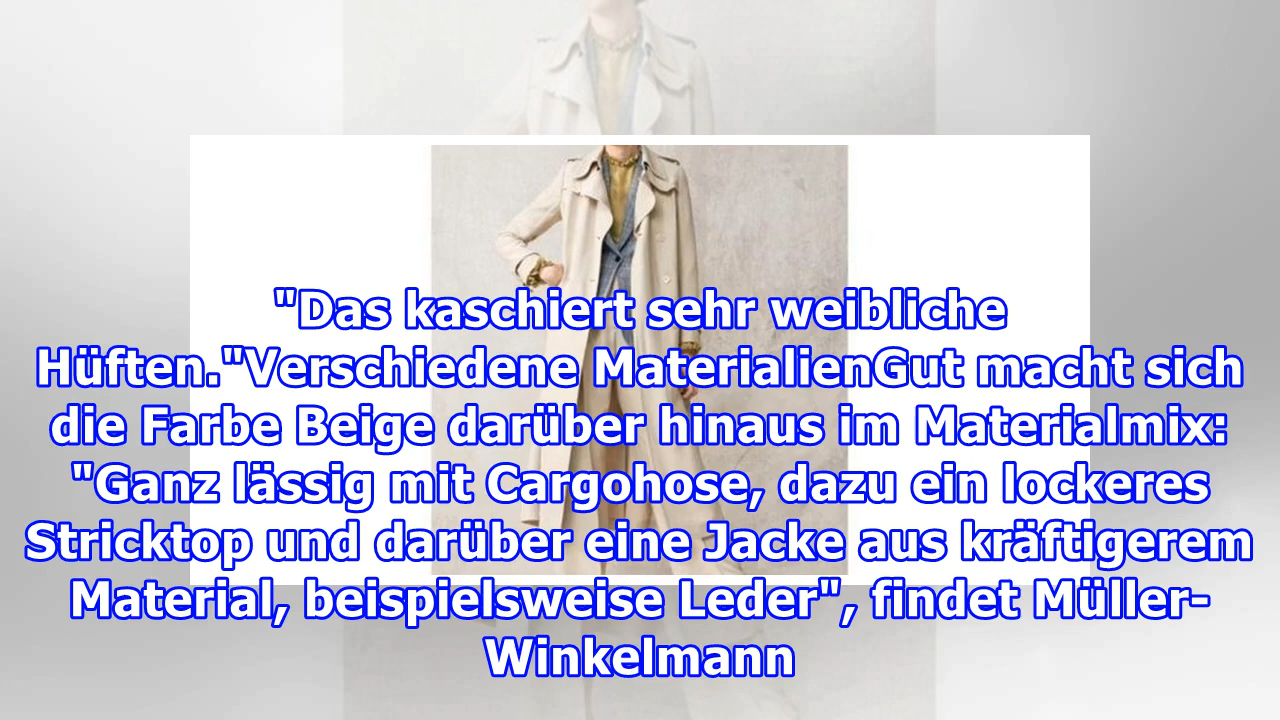 "Das kaschiert sehr weibliche
Hüften."Verschiedene MaterialienGut macht sich
die Farbe Beige darüber hinaus im Materialmix:
"Ganz lässig mit Cargohose, dazu ein lockeres
Stricktop und darüber eine Jacke aus kräftigerem
Material, beispielsweise Leder", findet Müller-
Winkelmann